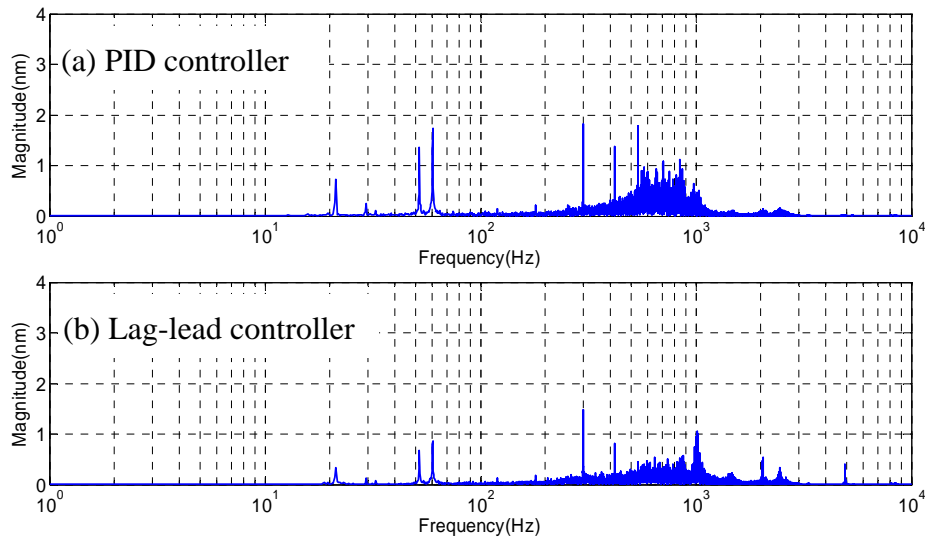 4
3
2
1
0
Magnitude(nm)
(a) PID controller
10^0 10^1 10^2 10^3 10^4
Frequency(Hz)
4
3
2
1
0
Magnitude(nm)
(b) Lag-lead controller
10^0 10^1 10^2 10^3 10^4
Frequency(Hz)